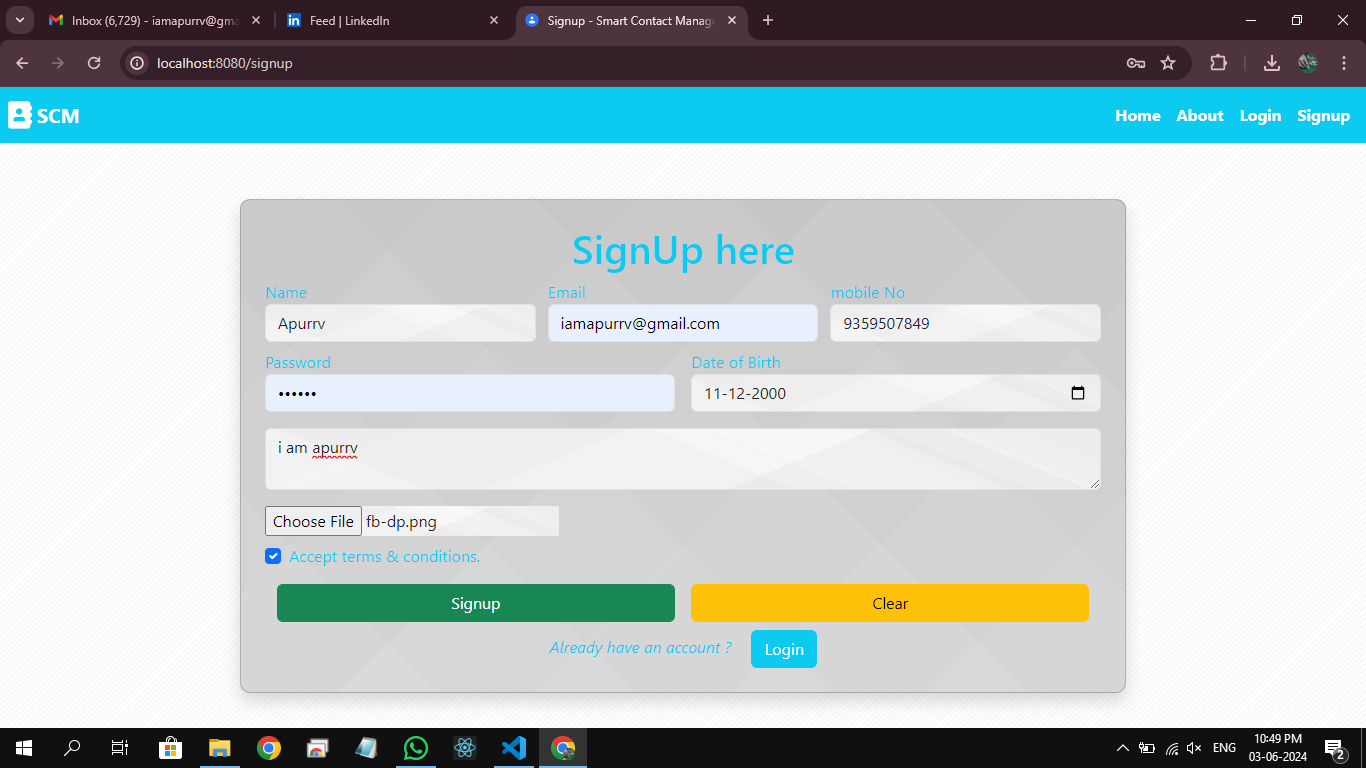 Inbox (6,729) - iamapurrv@gma
Feed | LinkedIn
Signup - Smart Contact Manage
localhost:8080/signup
SCM
Home About Login Signup
SignUp here
Name Email mobile No
Apurrv iamapurrv@gmail.com 9359507849
Password Date of Birth
•••••• 11-12-2000
i am apurrv
Choose File fb-dp.png
Accept terms & conditions.
Signup Clear
Already have an account ? Login
ENG
10:49 PM
03-06-2024
2